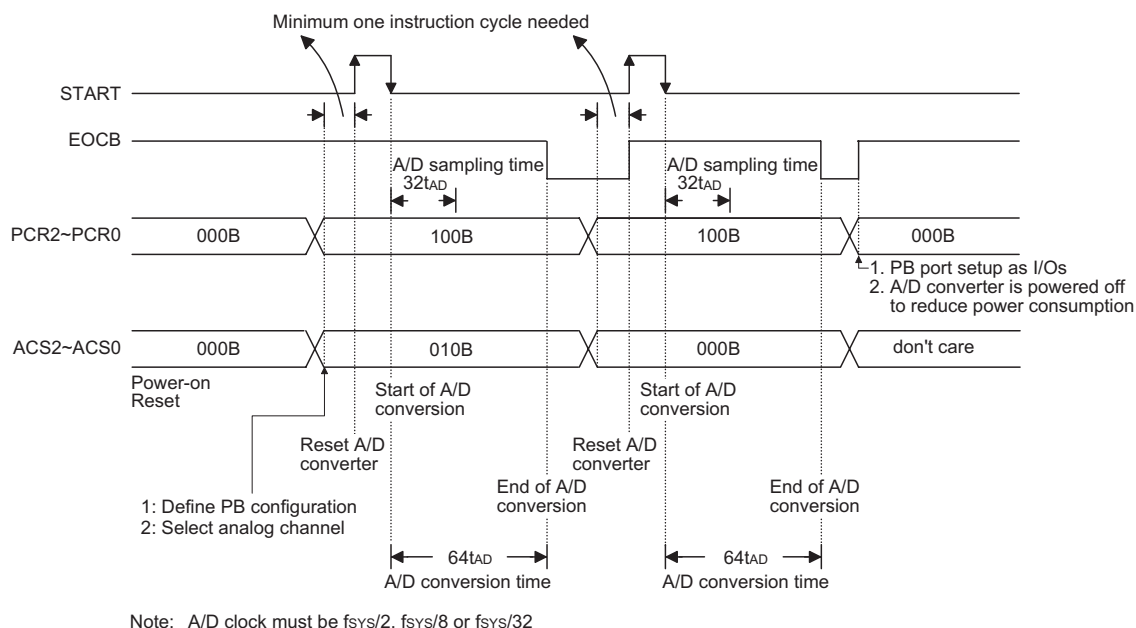 Minimum one instruction cycle needed
START
EOCB
A/D sampling time
32tAD
A/D sampling time
32tAD
PCR2~PCR0
000B
100B
100B
000B
1. PB port setup as I/Os
2. A/D converter is powered off
to reduce power consumption
ACS2~ACS0
000B
010B
000B
don't care
Power-on
Reset
Start of A/D
conversion
Start of A/D
conversion
Reset A/D
converter
Reset A/D
converter
1: Define PB configuration
2: Select analog channel
End of A/D
conversion
End of A/D
conversion
64tAD
A/D conversion time
64tAD
A/D conversion time
Note: A/D clock must be fSYS/2, fSYS/8 or fSYS/32